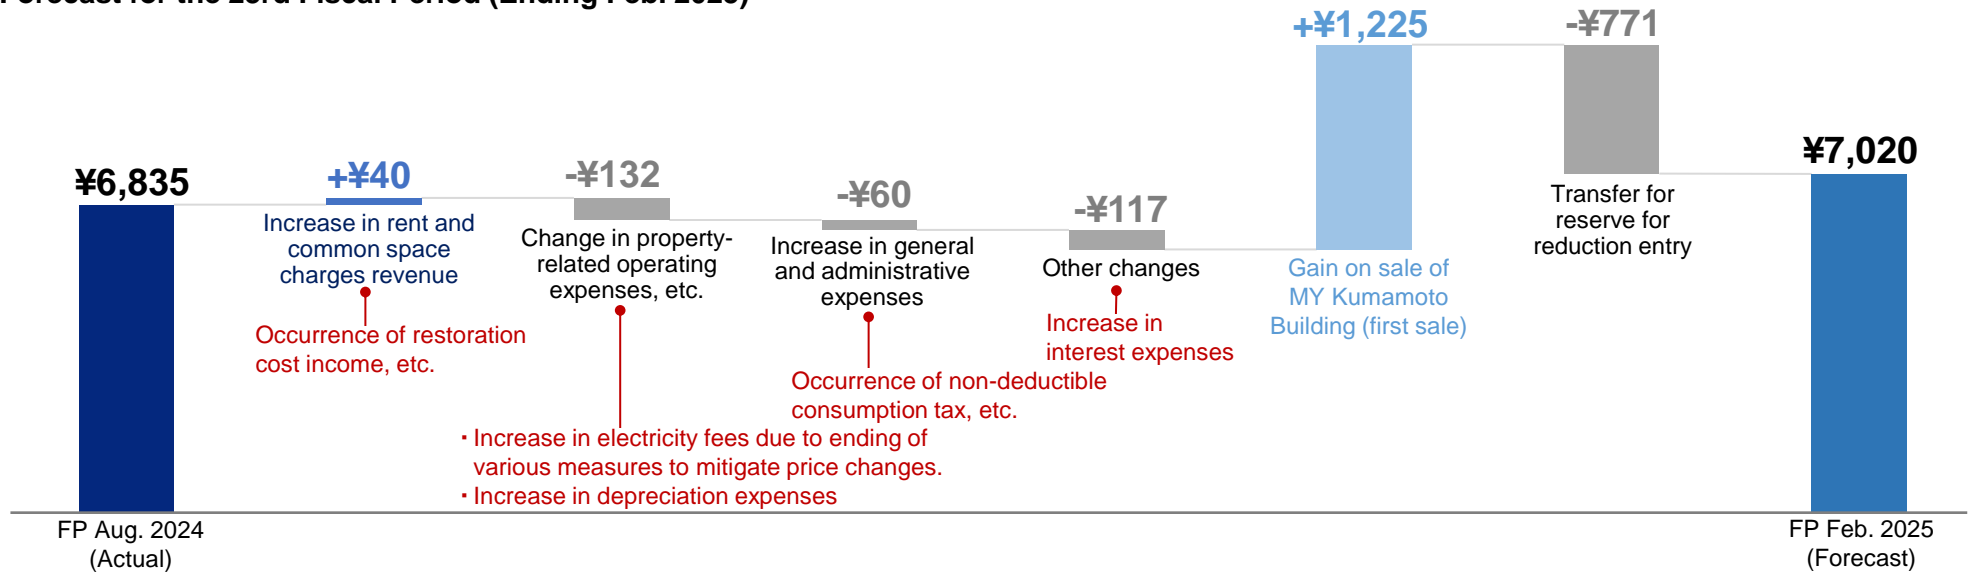 +¥1,225
-¥771
¥6,835
+¥40
-¥132
-¥60
-¥117
¥7,020
Increase in rent and
common space
charges revenue
Occurrence of restoration
cost income, etc.
Change in property-
related operating
expenses, etc.
・Increase in electricity fees due to ending of
various measures to mitigate price changes.
・Increase in depreciation expenses
Increase in general
and administrative
expenses
Occurrence of non-deductible
consumption tax, etc.
Other changes
Increase in
interest expenses
Gain on sale of
MY Kumamoto
Building (first sale)
Transfer for
reserve for
reduction entry
FP Aug. 2024
(Actual)
FP Feb. 2025
(Forecast)